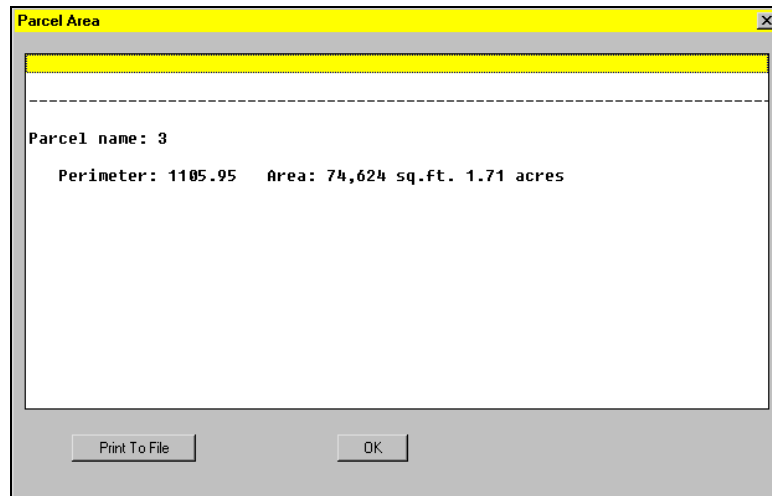 Parcel Area
--------------------------------------------------------------------------
Parcel name: 3
Perimeter: 1105.95 Area: 74,624 sq.ft. 1.71 acres
Print To File
OK